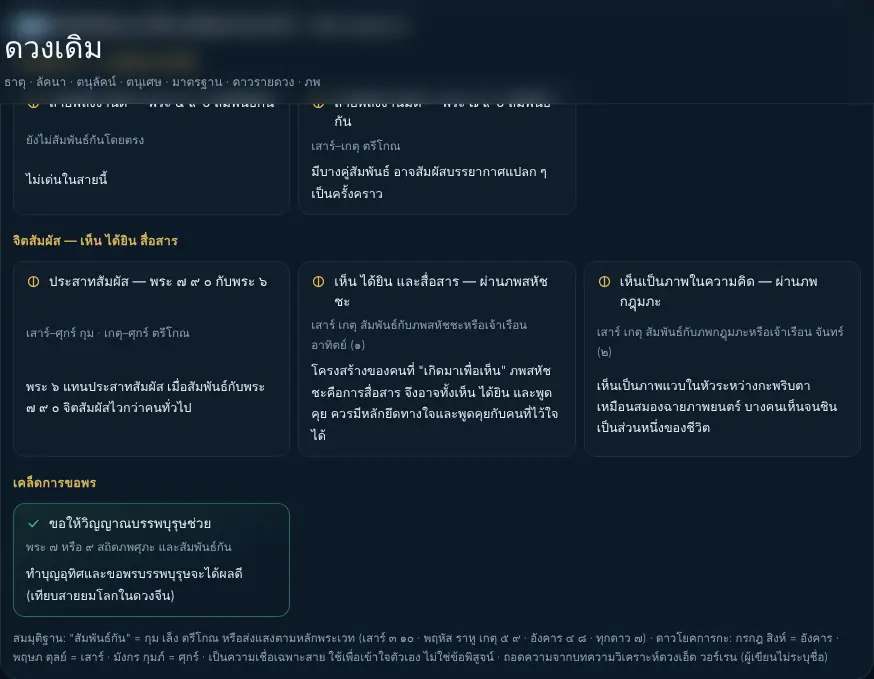 ดวงเดิม
ธาตุ · ลัคนา · ตนุลัคน์ · ตนุเศษ · มาตรฐาน · ดาวรายดวง · ภพ
กัน
ยังไม่สัมพันธ์กันโดยตรง
ไม่เด่นในสายนี้
เสาร์–เกตุ ตรีโกณ
มีบางคู่สัมพันธ์ อาจสัมผัสบรรยากาศแปลก ๆ
เป็นครั้งคราว
จิตสัมผัส — เห็น ได้ยิน สื่อสาร
ประสาทสัมผัส — พระ ๗ ๙ ๐ กับพระ ๖
เสาร์–ศุกร์ กุม · เกตุ–ศุกร์ ตรีโกณ
พระ ๖ แทนประสาทสัมผัส เมื่อสัมพันธ์กับพระ
๗ ๙ ๐ จิตสัมผัสไวกว่าคนทั่วไป
เห็น ได้ยิน และสื่อสาร — ผ่านภพสหัช
ชะ
เสาร์ เกตุ สัมพันธ์กับภพสหัชชะหรือเจ้าเรือน
อาทิตย์ (๑)
โครงสร้างของคนที่ "เกิดมาเพื่อเห็น" ภพสหัช
ชะคือการสื่อสาร จึงอาจทั้งเห็น ได้ยิน และพูด
คุย ควรมีหลักยึดทางใจและพูดคุยกับคนที่ไว้ใจ
ได้
เห็นเป็นภาพในความคิด — ผ่านภพ
กฎุมภะ
เสาร์ เกตุ สัมพันธ์กับภพกฎุมภะหรือเจ้าเรือน จันทร์
(๒)
เห็นเป็นภาพแวบในหัวระหว่างกะพริบตา
เหมือนสมองฉายภาพยนตร์ บางคนเห็นจนชิน
เป็นส่วนหนึ่งของชีวิต
เคล็ดการขอพร
ขอให้วิญญาณบรรพบุรุษช่วย
พระ ๗ หรือ ๙ สถิตภพศุภะ และสัมพันธ์กัน
ทำบุญอุทิศและขอพรบรรพบุรุษจะได้ผลดี
(เทียบสายยมโลกในดวงจีน)
สมมุติฐาน: "สัมพันธ์กัน" = กุม เล็ง ตรีโกณ หรือส่งแสงตามหลักพระเวท (เสาร์ ๓ ๑๐ · พฤหัส ราหู เกตุ ๕ ๙ · อังคาร ๔ ๘ · ทุกดาว ๗) · ดาวโยคการกะ: กรกฎ สิงห์ = อังคาร ·
พฤษภ ตุลย์ = เสาร์ · มังกร กุมภ์ = ศุกร์ · เป็นความเชื่อเฉพาะสาย ใช้เพื่อเข้าใจตัวเอง ไม่ใช่ข้อพิสูจน์ · ถอดความจากบทความวิเคราะห์ดวงเอ็ด วอร์เรน (ผู้เขียนไม่ระบุชื่อ)